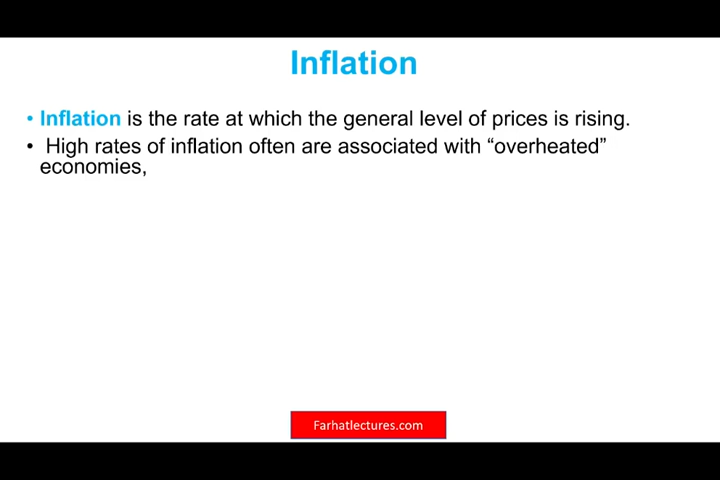 Inflation
• Inflation is the rate at which the general level of prices is rising.
• High rates of inflation often are associated with “overheated”
economies,
Farhatlectures.com